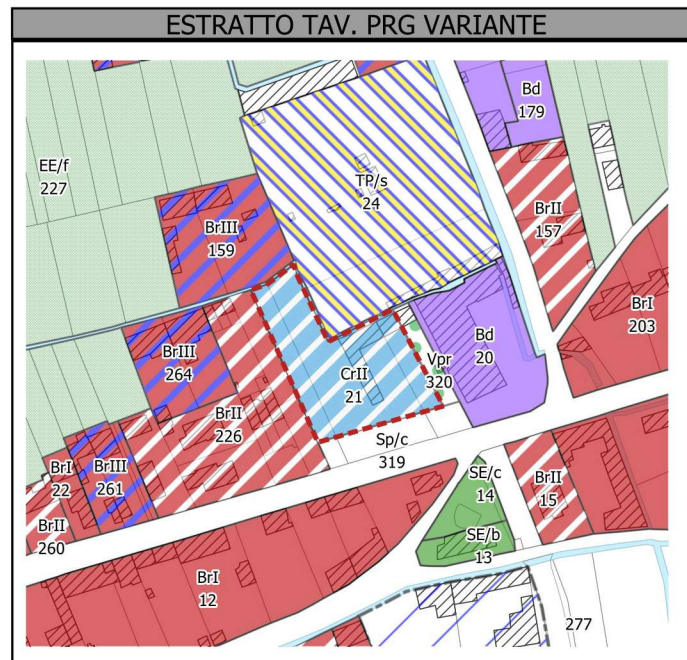 ESTRATTO TAV. PRG VARIANTE
Bd
179
EE/f
227
TP/s
24
BrII
157
BrIII
159
BrI
203
BrIII
264
Bd
20
Vpr
320
CrII
21
BrII
226
Sp/c
319
BrI
22
BrIII
261
SE/c
14
BrII
15
BrII
260
SE/b
13
BrI
12
277